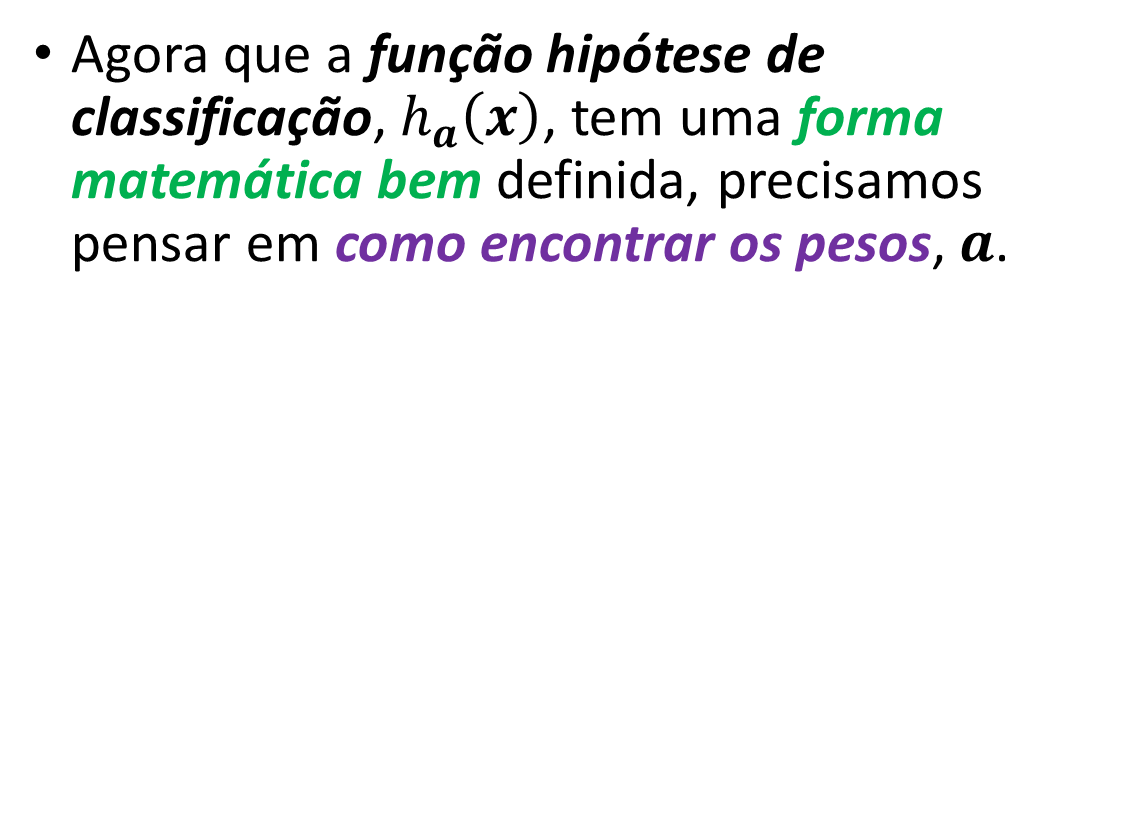 • Agora que a função hipótese de
classificação, ℎ𝒂(𝒙), tem uma forma
matemática bem definida, precisamos
pensar em como encontrar os pesos, 𝒂.